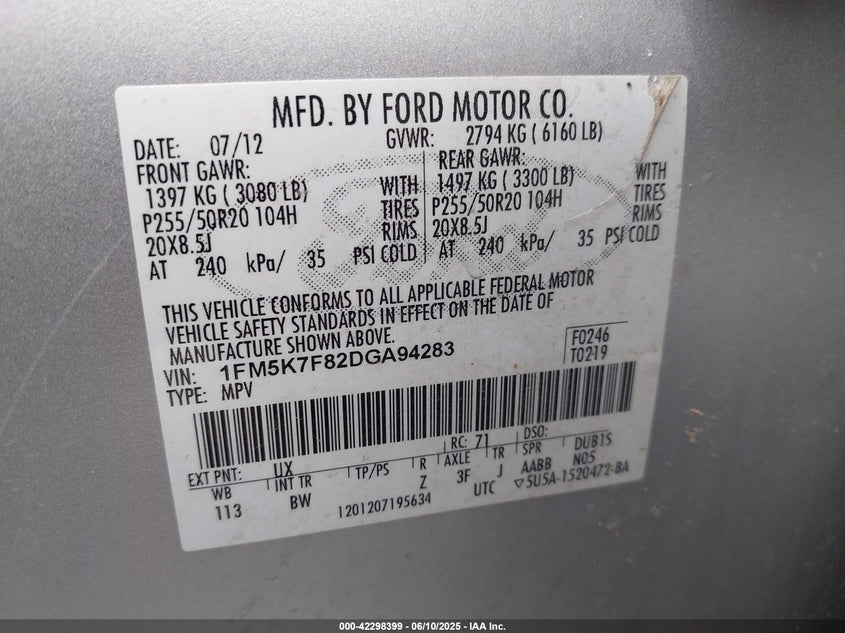 MFD. BY FORD MOTOR CO.
DATE: 07/12 GVWR: 2794 KG ( 6160 LB)
FRONT GAWR: REAR GAWR:
1397 KG ( 3080 LB) WITH 1497 KG ( 3300 LB) WITH
P255/50R20 104H TIRES P255/50R20 104H TIRES
20X8.5J RIMS 20X8.5J RIMS
AT 240 kPa/ 35 PSI COLD AT 240 kPa/ 35 PSI COLD
THIS VEHICLE CONFORMS TO ALL APPLICABLE FEDERAL MOTOR
VEHICLE SAFETY STANDARDS IN EFFECT ON THE DATE OF
MANUFACTURE SHOWN ABOVE.
VIN: 1FM5K7F82DGA94283 F0246
TYPE: MPV T0219
EXT PNT: UX RC: 71 DSO:
WB INT TR TP/PS R AXLE TR SPR DUB1S
113 BW Z 3F J AABB N05
1201207195634 UTC ▽5U5A-1520472-BA
000-42298399 - 06/10/2025 - IAA Inc.